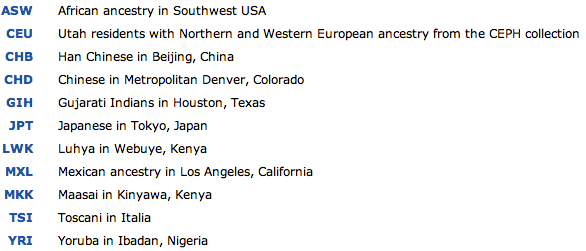 ASW African ancestry in Southwest USA
CEU Utah residents with Northern and Western European ancestry from the CEPH collection
CHB Han Chinese in Beijing, China
CHD Chinese in Metropolitan Denver, Colorado
GIH Gujarati Indians in Houston, Texas
JPT Japanese in Tokyo, Japan
LWK Luhya in Webuye, Kenya
MXL Mexican ancestry in Los Angeles, California
MKK Maasai in Kinyawa, Kenya
TSI Toscani in Italia
YRI Yoruba in Ibadan, Nigeria